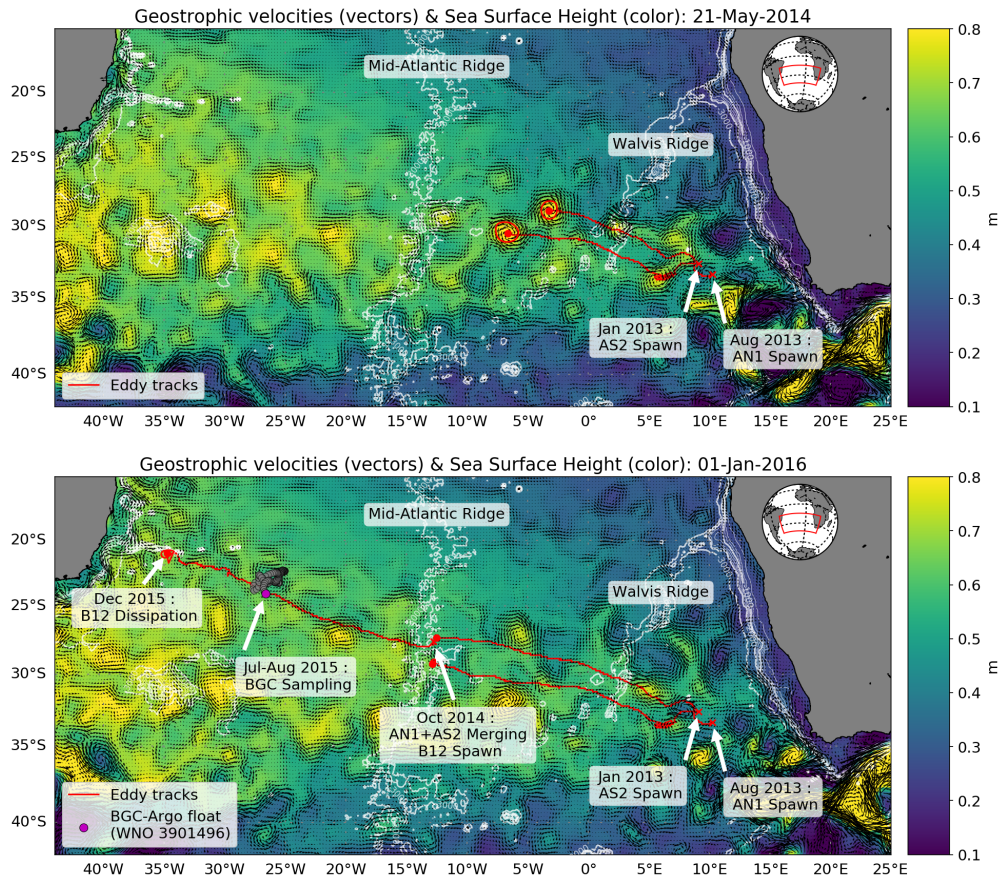 Geostrophic velocities (vectors) & Sea Surface Height (color): 21-May-2014
Mid-Atlantic Ridge
Walvis Ridge
Jan 2013 :
AS2 Spawn
Aug 2013 :
AN1 Spawn
Eddy tracks
20°S
25°S
30°S
35°S
40°S
40°W 35°W 30°W 25°W 20°W 15°W 10°W 5°W 0° 5°E 10°E 15°E 20°E 25°E
0.8
0.7
0.6
0.5
0.4
0.3
0.2
0.1
m
Geostrophic velocities (vectors) & Sea Surface Height (color): 01-Jan-2016
Mid-Atlantic Ridge
Walvis Ridge
Dec 2015 :
B12 Dissipation
Jul-Aug 2015 :
BGC Sampling
Oct 2014 :
AN1+AS2 Merging
B12 Spawn
Jan 2013 :
AS2 Spawn
Aug 2013 :
AN1 Spawn
Eddy tracks
BGC-Argo float
(WNO 3901496)
20°S
25°S
30°S
35°S
40°S
40°W 35°W 30°W 25°W 20°W 15°W 10°W 5°W 0° 5°E 10°E 15°E 20°E 25°E
0.8
0.7
0.6
0.5
0.4
0.3
0.2
0.1
m